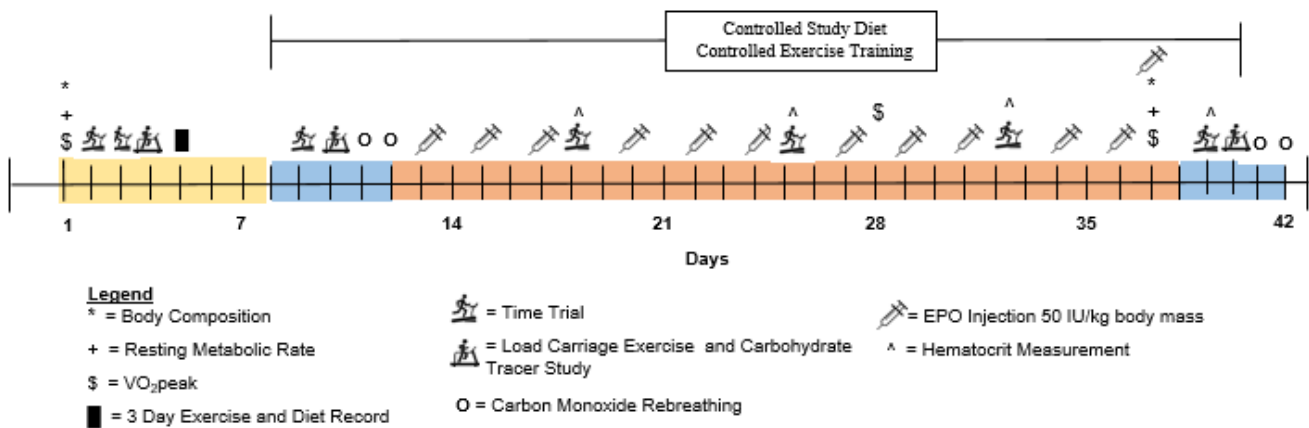 Controlled Study Diet
Controlled Exercise Training
*
+
$
^
O O
^
$
^
*
+
$
^
O O
1 7 14 21 28 35 42
Days
Legend
* = Body Composition
+ = Resting Metabolic Rate
$ = VO₂peak
= 3 Day Exercise and Diet Record
= Time Trial
= Load Carriage Exercise and Carbohydrate
Tracer Study
O = Carbon Monoxide Rebreathing
= EPO Injection 50 IU/kg body mass
^ = Hematocrit Measurement